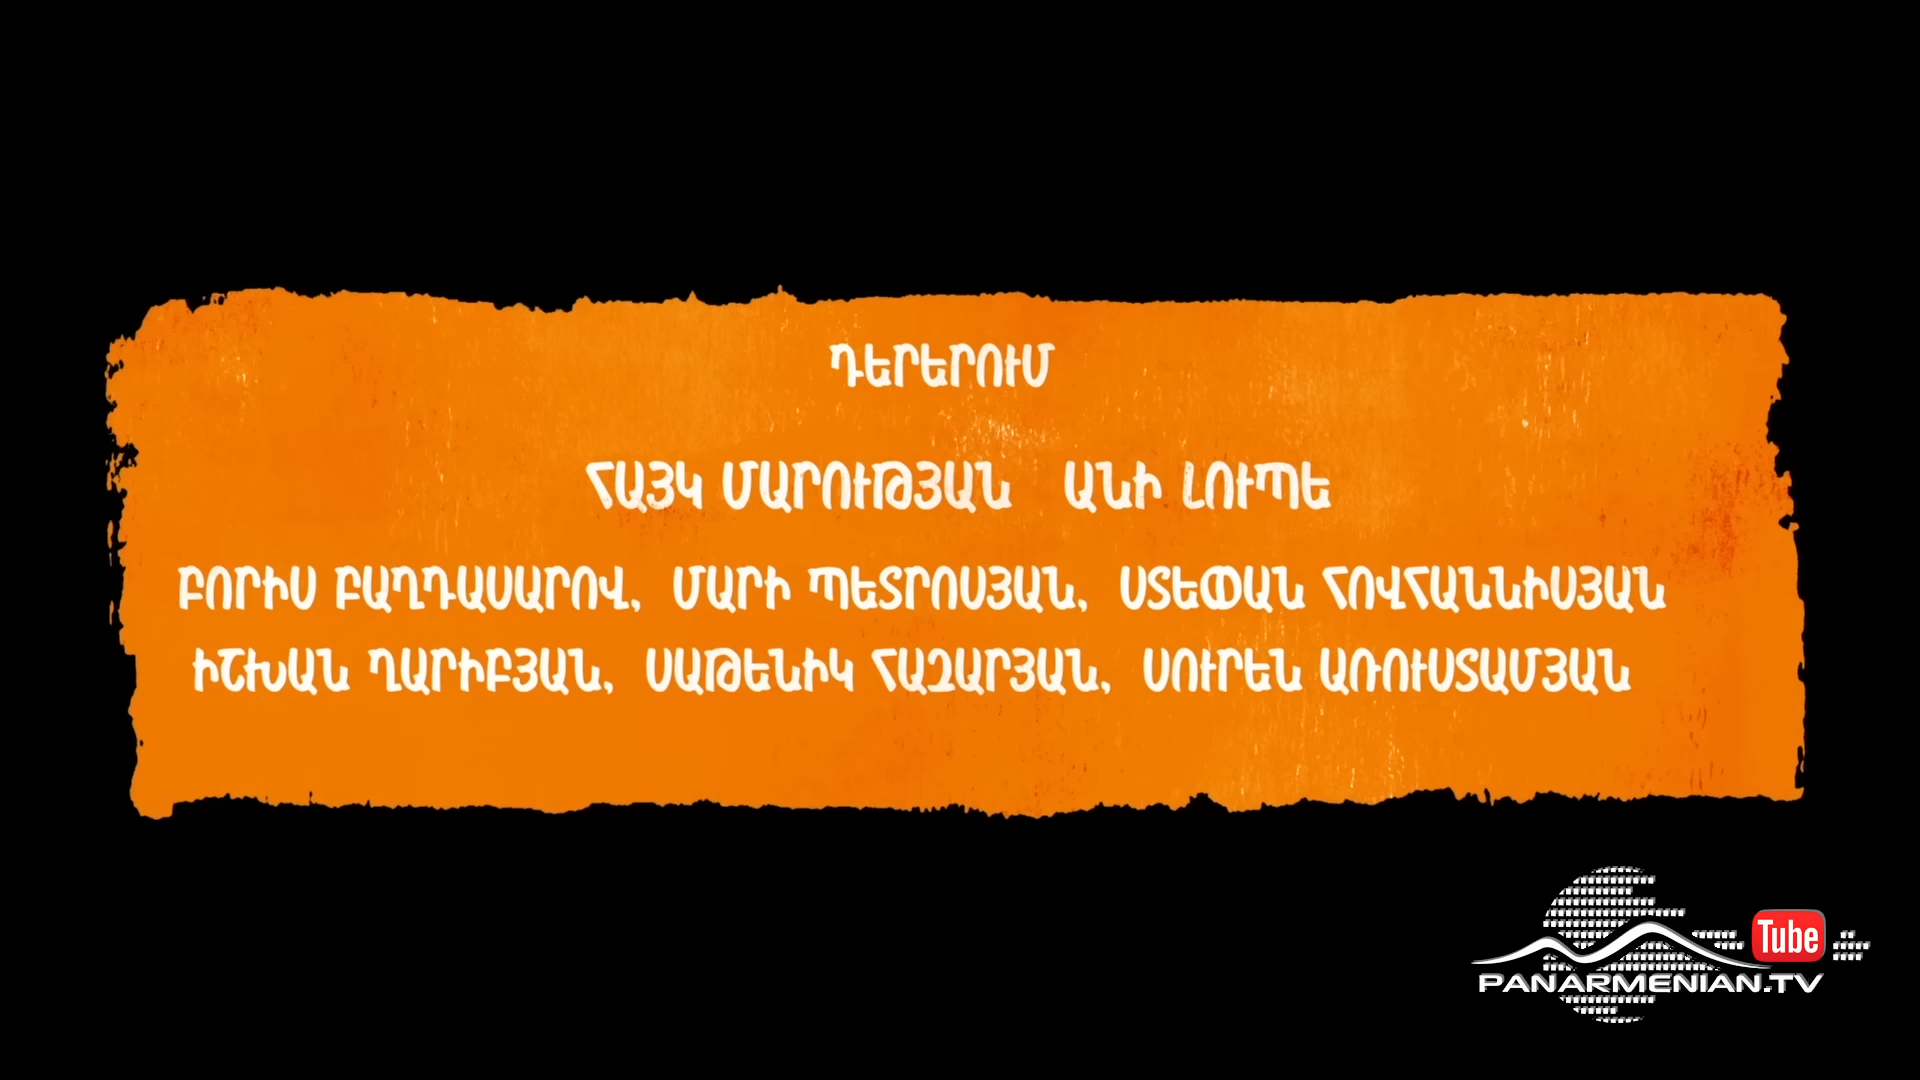 ԴԵՐԵՐՈՒՄ
ՀԱՅԿ ՄԱՐՈՒԹՅԱՆ ԱՆԻ ԼՈՒՊԵ
ԲՈՐԻՍ ԲԱՂԴԱՍԱՐՈՎ, ՄԱՐԻ ՊԵՏՐՈՍՅԱՆ, ՍՏԵՓԱՆ ՀՈՎՀԱՆՆԻՍՅԱՆ
ԻՇԽԱՆ ՂԱՐԻԲՅԱՆ, ՍԱԹԵՆԻԿ ՀԱԶԱՐՅԱՆ, ՍՈՒՐԵՆ ԱՌՈՒՍՏԱՄՅԱՆ
Tube
PANARMENIAN.TV